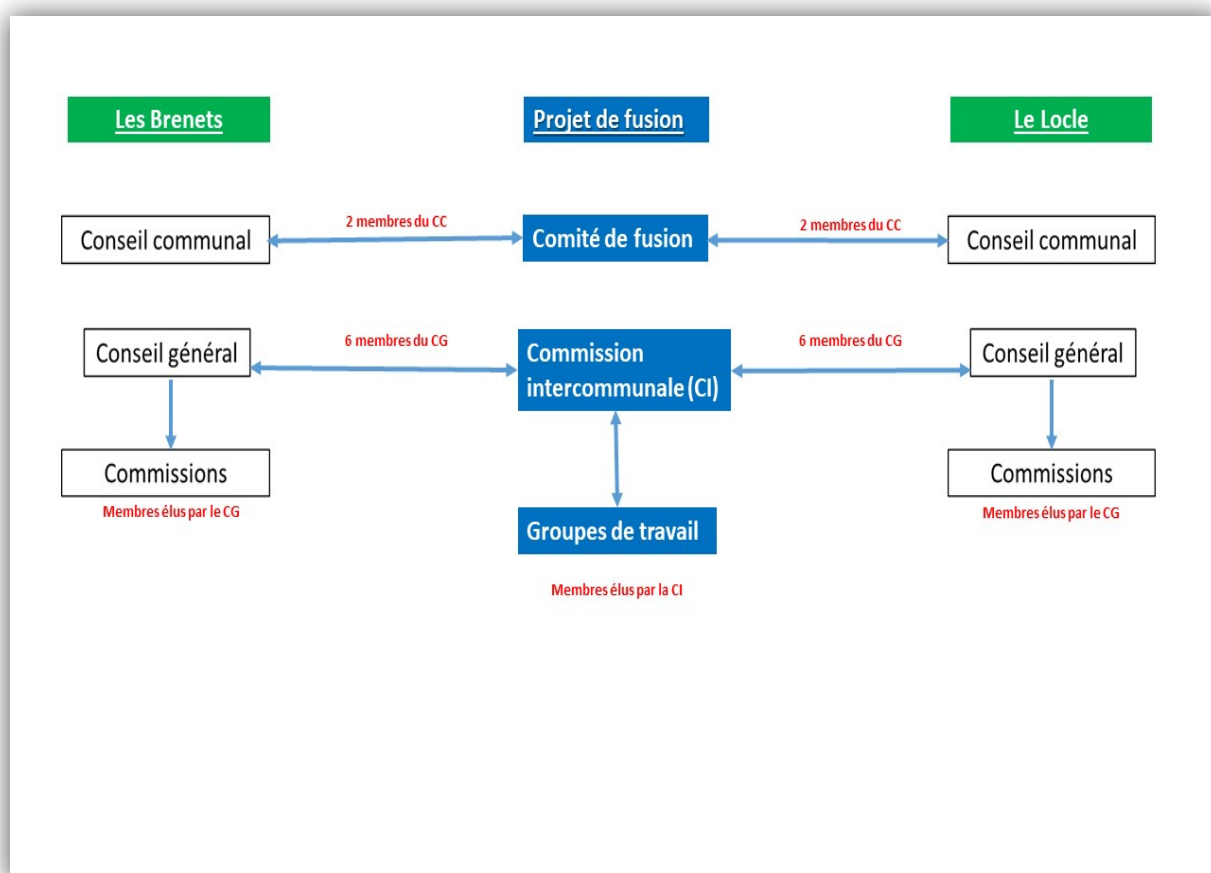 Les Brenets
Projet de fusion
Le Locle
2 membres du CC
2 membres du CC
Conseil communal
Comité de fusion
Conseil communal
6 membres du CG
6 membres du CG
Conseil général
Commission
intercommunale (CI)
Conseil général
Commissions
Commissions
Membres élus par le CG
Membres élus par le CG
Groupes de travail
Membres élus par la CI